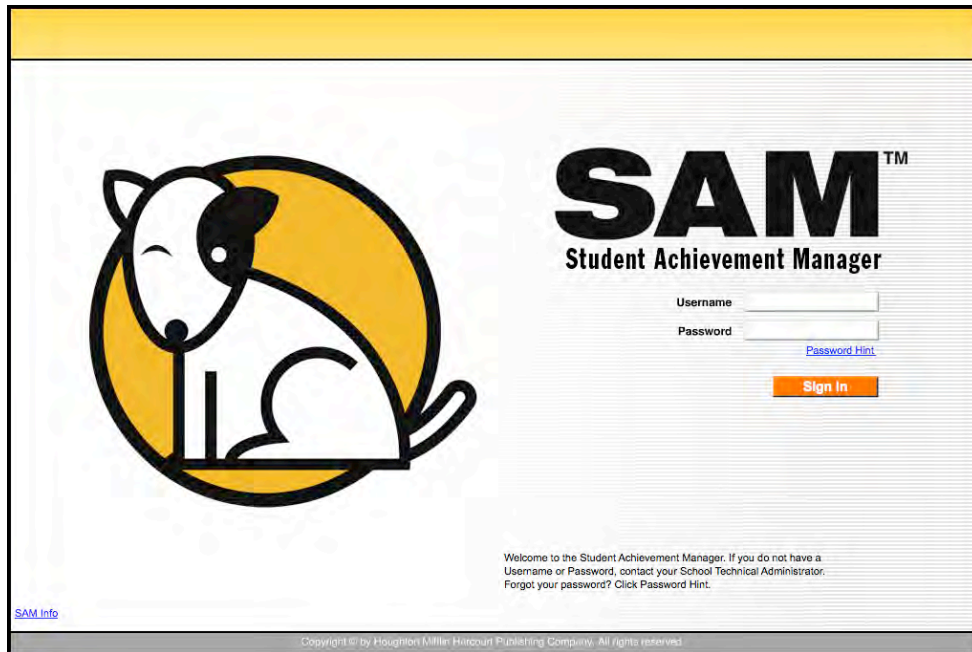 SAM™
Student Achievement Manager
Username
Password
Password Hint
Sign In
Welcome to the Student Achievement Manager. If you do not have a
Username or Password, contact your School Technical Administrator.
Forgot your password? Click Password Hint.
SAM Info
Copyright © by Houghton Mifflin Harcourt Publishing Company. All rights reserved.